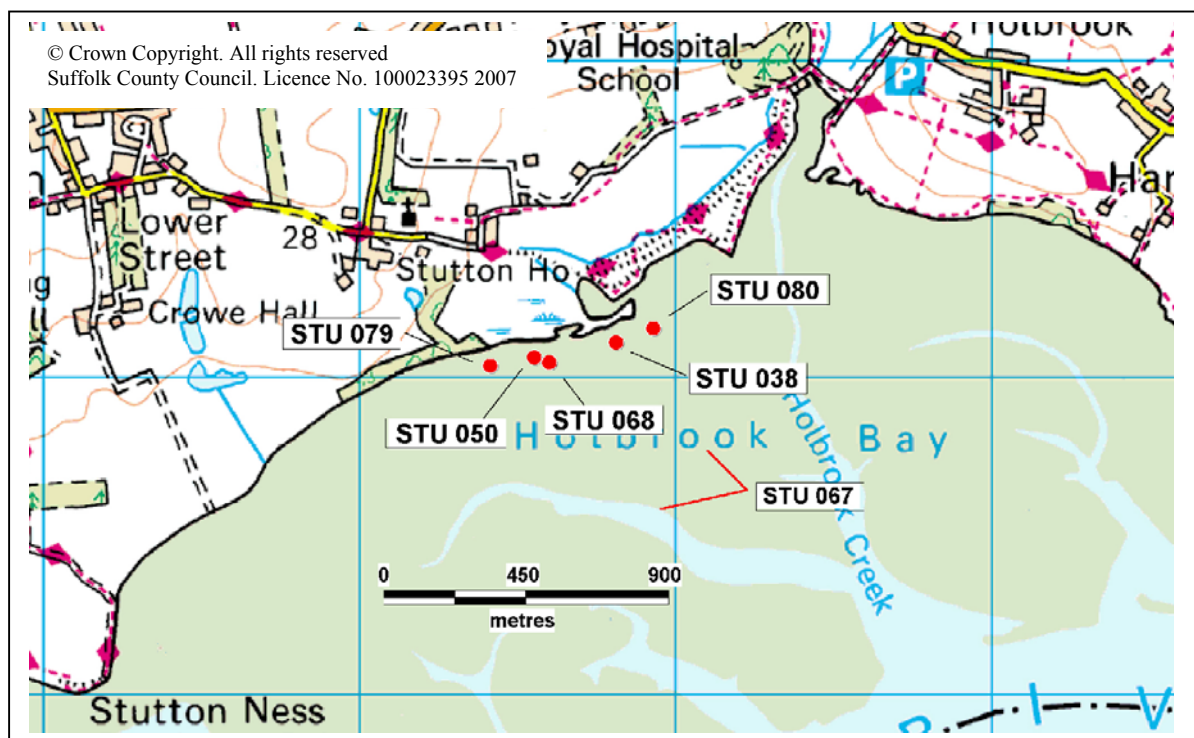 © Crown Copyright. All rights reserved
Suffolk County Council. Licence No. 100023395 2007
oyal Hospital
School
Holbrook
P
Har
Lower
Street
28
Stutton Ho
Crowe Hall
STU 080
STU 079
STU 038
STU 050
STU 068
Holbrook Bay
STU 067
Holbrook Creek
0 450 900
metres
Stutton Ness
R I V